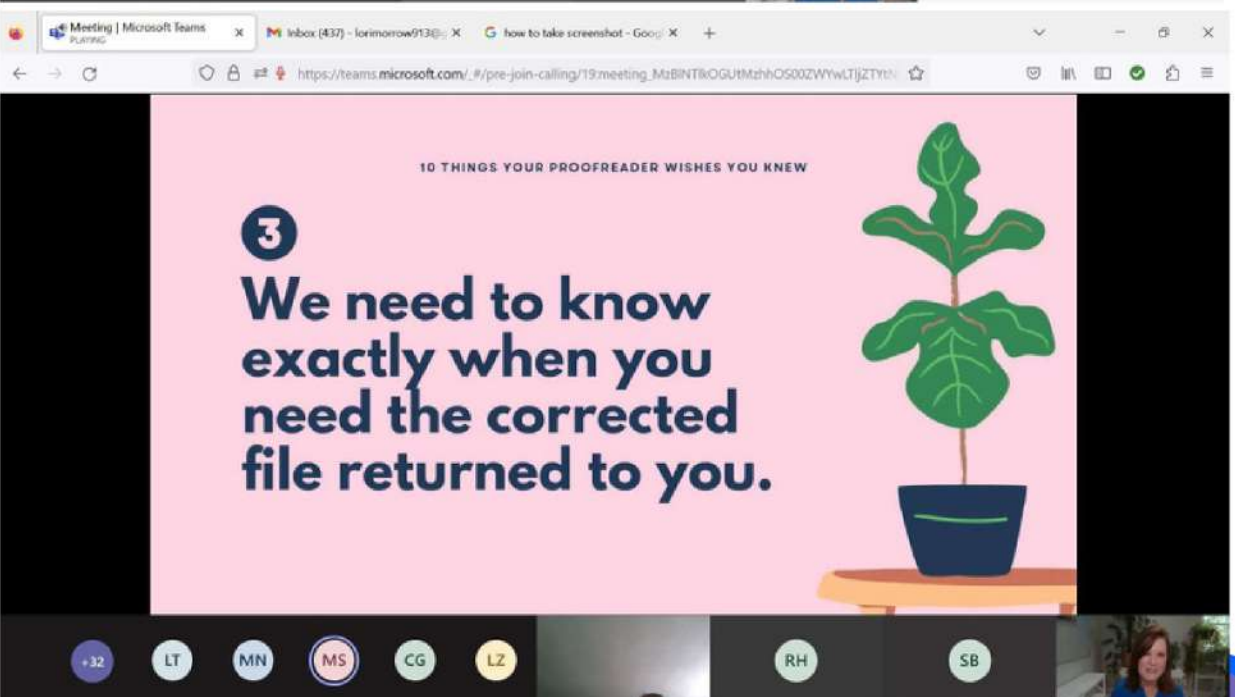 Meeting | Microsoft Teams
PLAYING
Inbox (437) - lorimorrow913@g
how to take screenshot - Goog
https://teams.microsoft.com/_#/pre-join-calling/19:meeting_
10 THINGS YOUR PROOFREADER WISHES YOU KNEW
3
We need to know
exactly when you
need the corrected
file returned to you.
+32
LT
MN
MS
CG
LZ
RH
SB